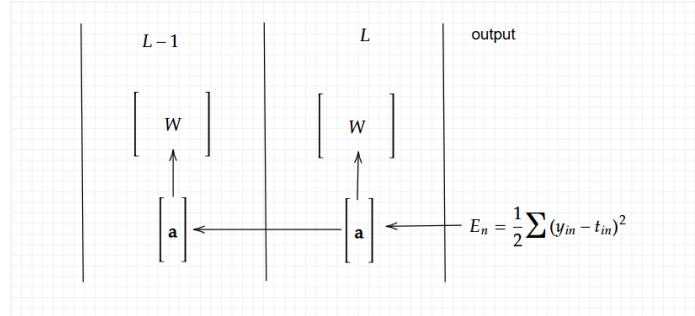 L − 1
L
output
W
W
a
a
E_n = 1/2 ∑ (y_in − t_in)²